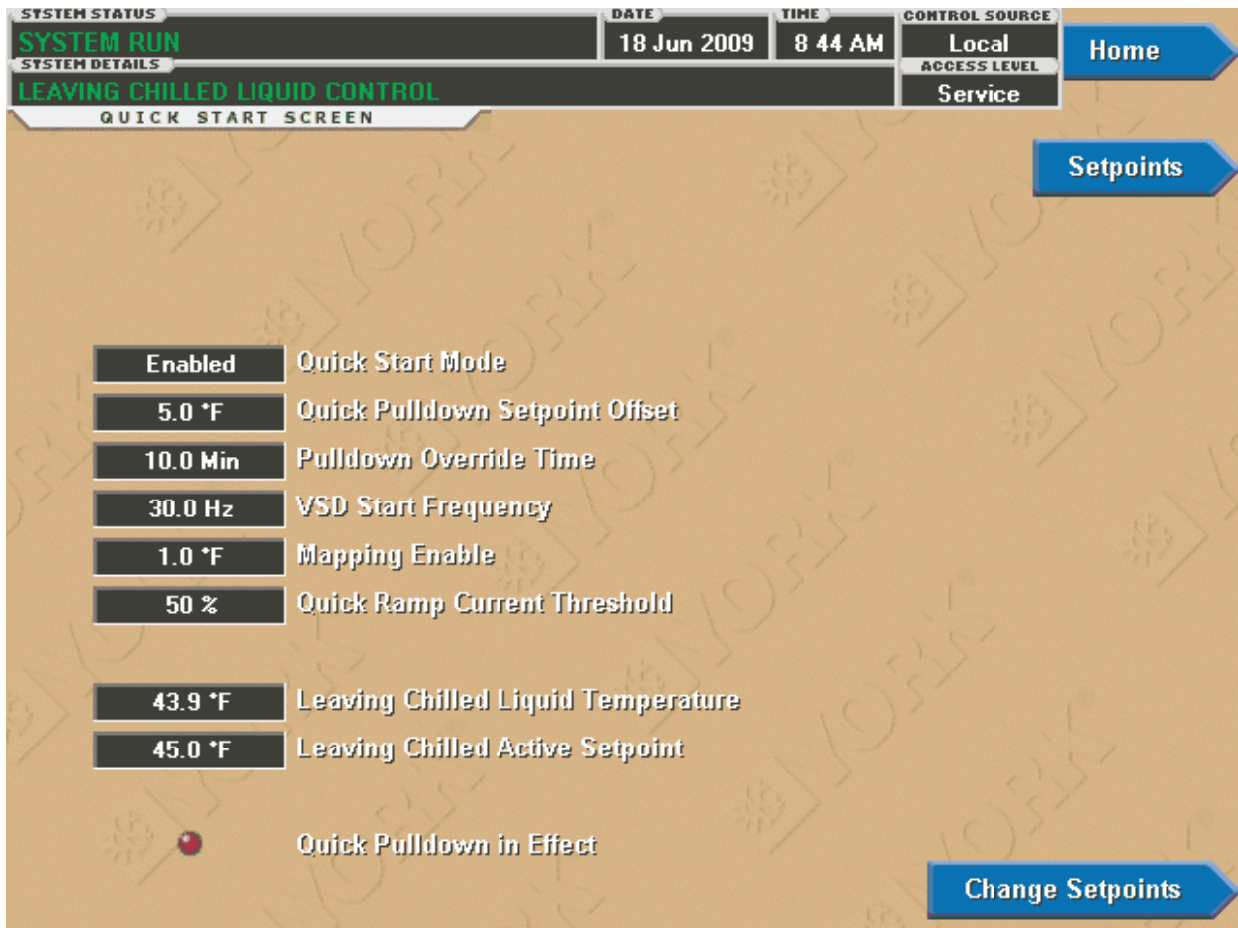 SYSTEM STATUS
SYSTEM RUN
DATE
18 Jun 2009
TIME
8 44 AM
CONTROL SOURCE
Local
Home
SYSTEM DETAILS
LEAVING CHILLED LIQUID CONTROL
ACCESS LEVEL
Service
QUICK START SCREEN
Setpoints
Enabled Quick Start Mode
5.0 °F Quick Pulldown Setpoint Offset
10.0 Min Pulldown Override Time
30.0 Hz VSD Start Frequency
1.0 °F Mapping Enable
50 % Quick Ramp Current Threshold
43.9 °F Leaving Chilled Liquid Temperature
45.0 °F Leaving Chilled Active Setpoint
Quick Pulldown in Effect
Change Setpoints
YORK®